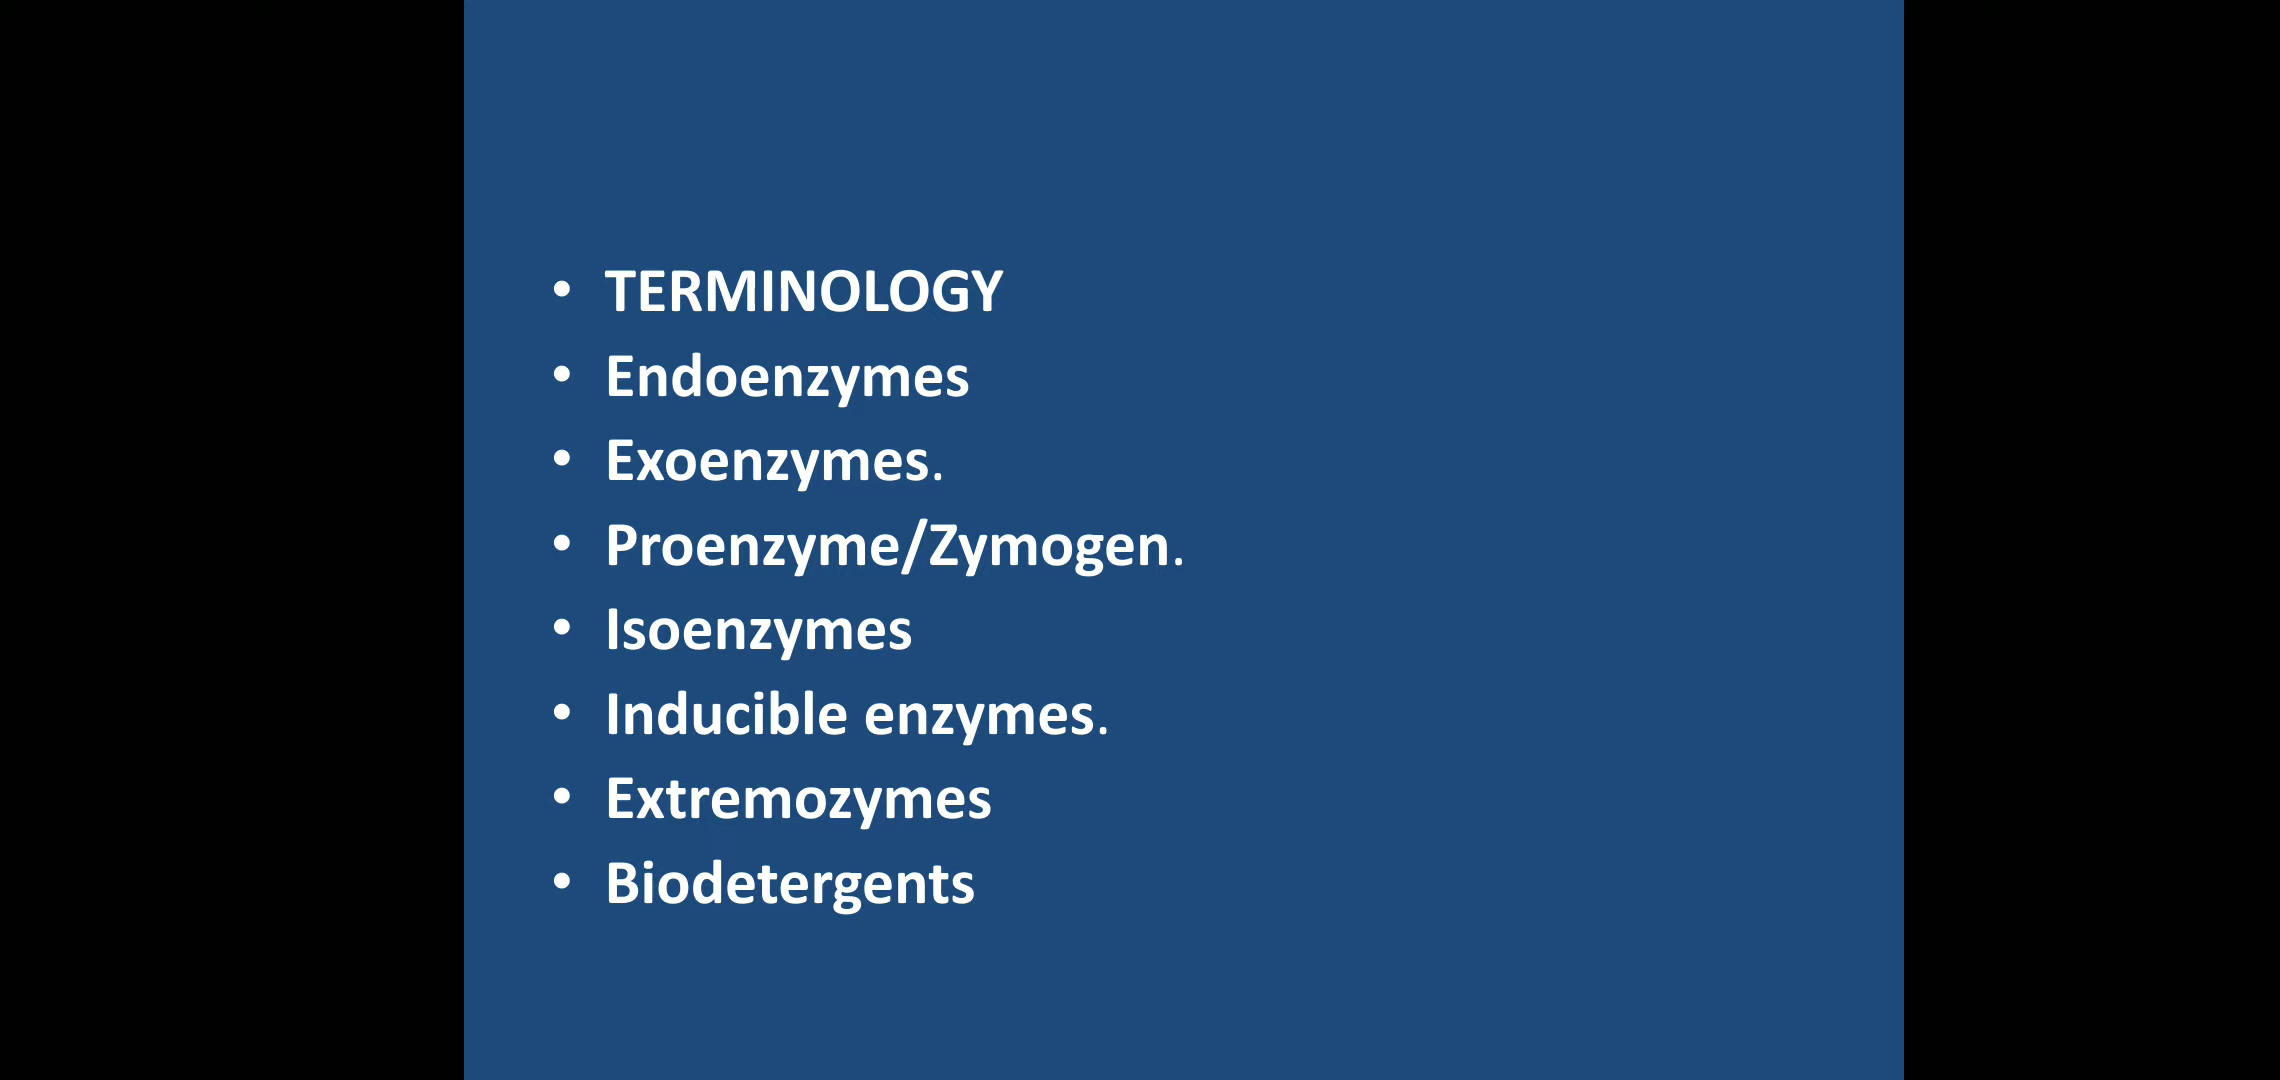 • TERMINOLOGY
• Endoenzymes
• Exoenzymes.
• Proenzyme/Zymogen.
• Isoenzymes
• Inducible enzymes.
• Extremozymes
• Biodetergents